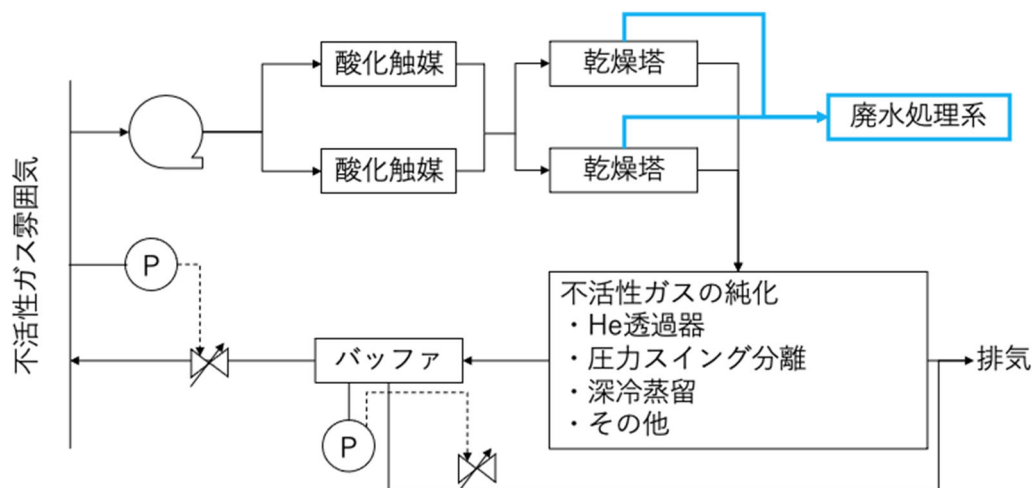 酸化触媒
乾燥塔
廃水処理系
酸化触媒
乾燥塔
不活性ガス雰囲気
P
不活性ガスの純化
・He透過器
・圧力スイング分離
・深冷蒸留
・その他
バッファ
排気
P